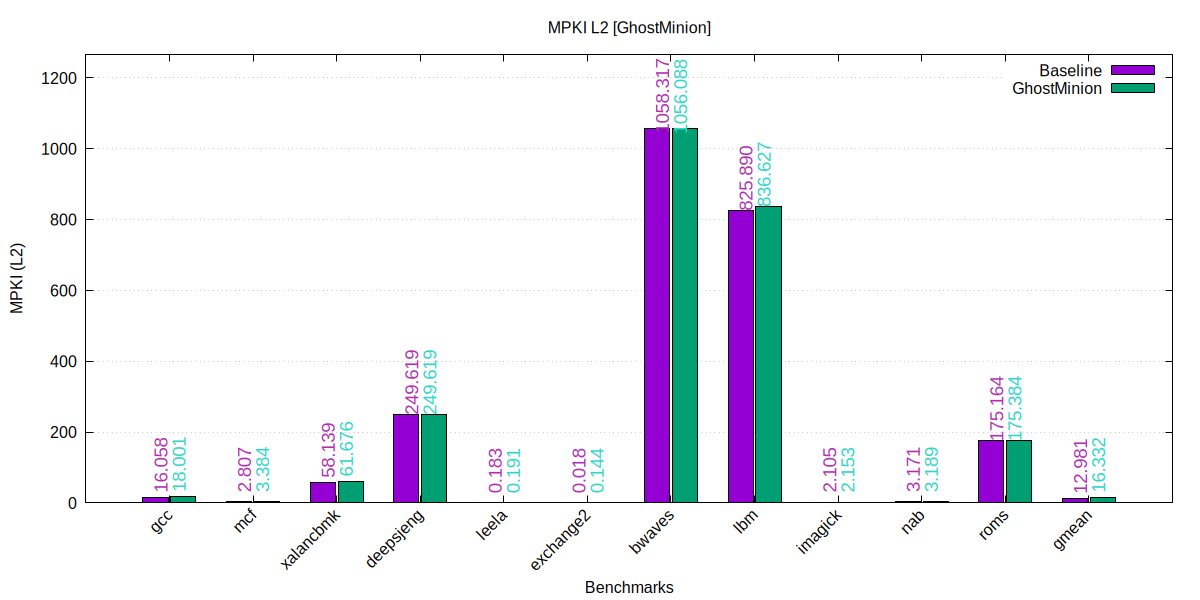 MPKI L2 [GhostMinion]
Baseline
GhostMinion
MPKI (L2)
1200
1000
800
600
400
200
0
16.058
18.001
2.807
3.384
58.139
61.676
249.619
249.619
0.183
0.191
0.018
0.144
1058.317
1056.088
825.890
836.627
2.105
2.153
3.171
3.189
175.164
175.384
12.981
16.332
gcc
mcf
xalancbmk
deepsjeng
leela
exchange2
bwaves
lbm
imagick
nab
roms
gmean
Benchmarks